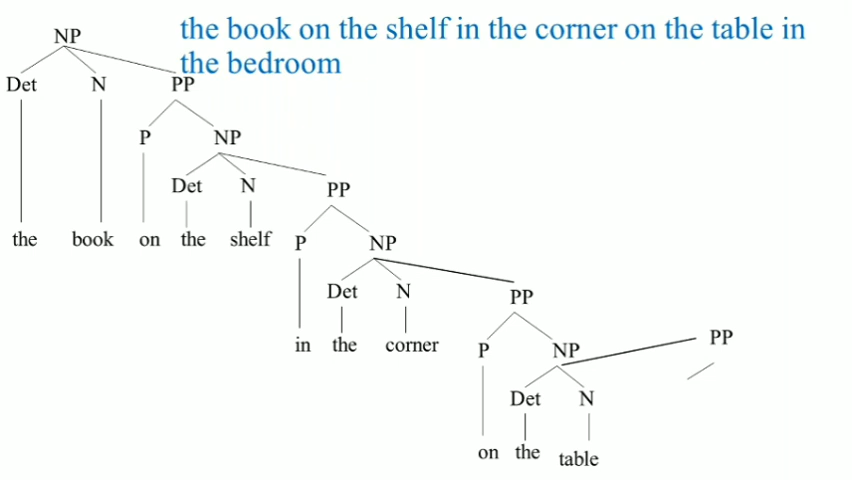 the book on the shelf in the corner on the table in
the bedroom
NP
Det N PP
P NP
Det N PP
the book on the shelf P NP
Det N PP
in the corner P NP PP
Det N
on the table